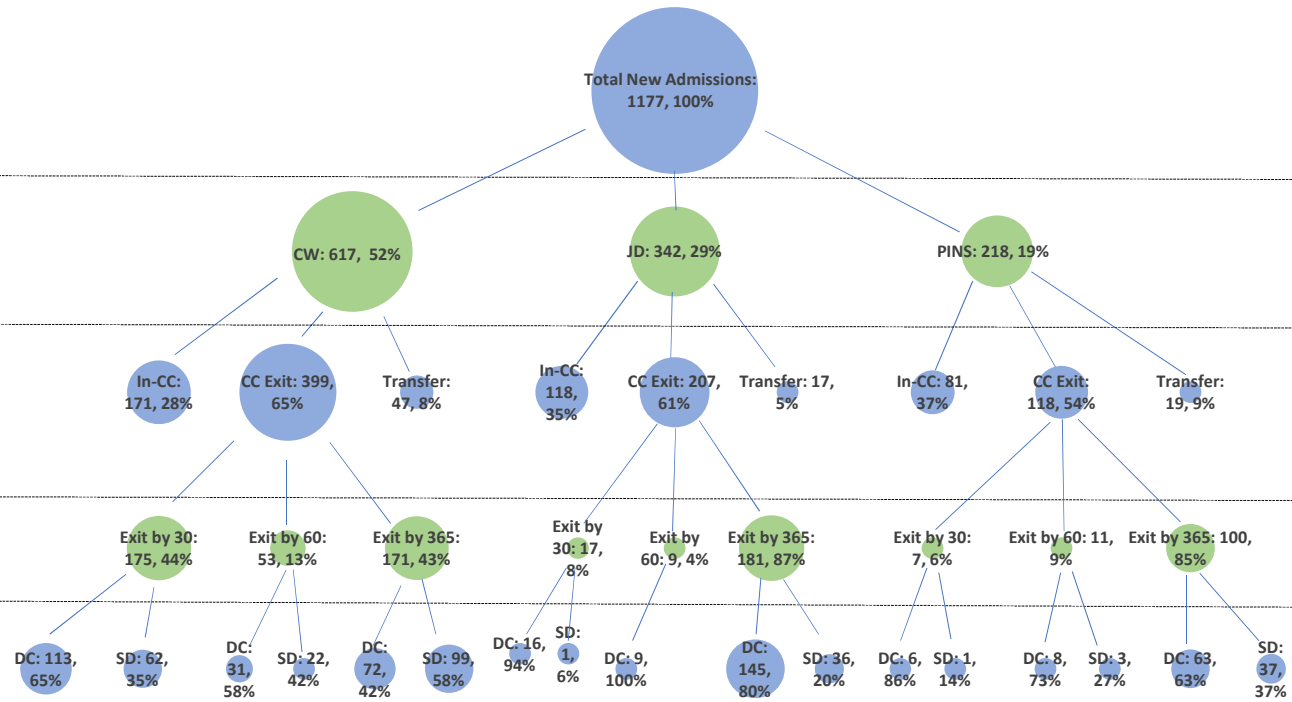 Total New Admissions:
1177, 100%
CW: 617,  52%
JD: 342, 29%
PINS: 218, 19%
In-CC:
171, 28%
CC Exit: 399,
65%
Transfer:
47, 8%
In-CC:
118,
35%
CC Exit: 207,
61%
Transfer: 17,
5%
In-CC: 81,
37%
CC Exit:
118, 54%
Transfer:
19, 9%
Exit by 30:
175, 44%
Exit by 60:
53, 13%
Exit by 365:
171, 43%
Exit by
30: 17,
8%
Exit by
60: 9, 4%
Exit by 365:
181, 87%
Exit by 30:
7, 6%
Exit by 60: 11,
9%
Exit by 365: 100,
85%
DC: 113,
65%
SD: 62,
35%
DC:
31,
58%
SD: 22,
42%
DC:
72,
42%
SD: 99,
58%
DC: 16,
94%
SD:
1,
6%
DC: 9,
100%
DC:
145,
80%
SD: 36,
20%
DC: 6,
86%
SD: 1,
14%
DC: 8,
73%
SD: 3,
27%
DC: 63,
63%
SD:
37,
37%